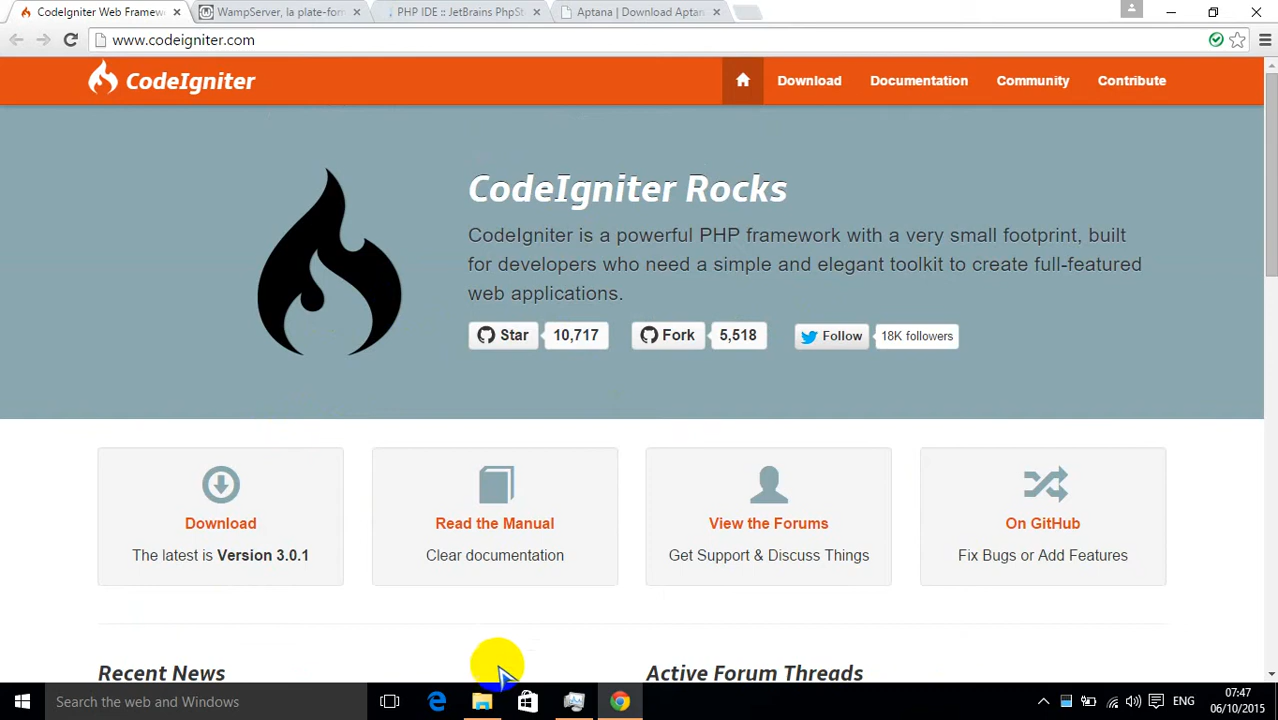 CodeIgniter Web Framew
WampServer, la plate-for
PHP IDE :: JetBrains PhpSt
Aptana | Download Aptan
www.codeigniter.com
CodeIgniter
Download
Documentation
Community
Contribute
CodeIgniter Rocks
CodeIgniter is a powerful PHP framework with a very small footprint, built
for developers who need a simple and elegant toolkit to create full-featured
web applications.
Star 10,717
Fork 5,518
Follow 18K followers
Download
The latest is Version 3.0.1
Read the Manual
Clear documentation
View the Forums
Get Support & Discuss Things
On GitHub
Fix Bugs or Add Features
Recent News
Active Forum Threads
Search the web and Windows
ENG
07:47
06/10/2015